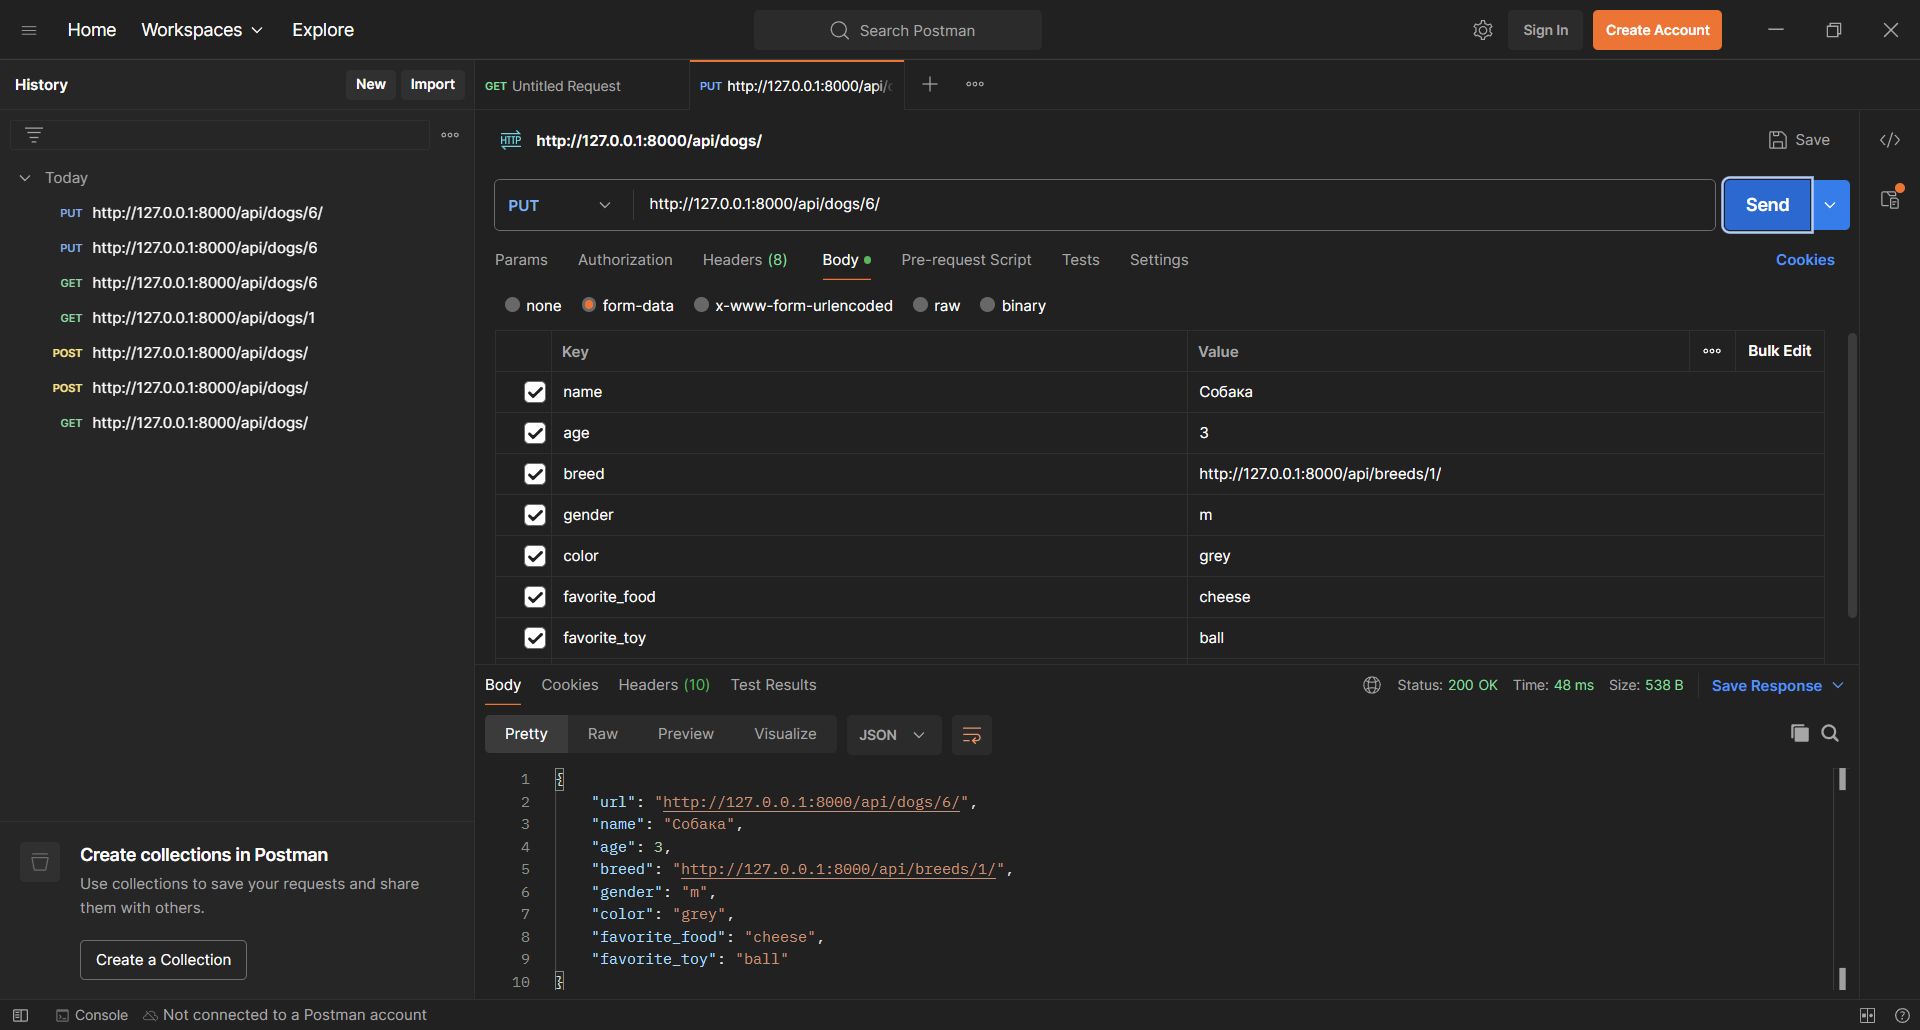 Home Workspaces Explore Search Postman Sign In Create Account
History New Import GET Untitled Request PUT http://127.0.0.1:8000/api/
HTTP http://127.0.0.1:8000/api/dogs/ Save
Today
PUT http://127.0.0.1:8000/api/dogs/6/
PUT http://127.0.0.1:8000/api/dogs/6
GET http://127.0.0.1:8000/api/dogs/6
GET http://127.0.0.1:8000/api/dogs/1
POST http://127.0.0.1:8000/api/dogs/
POST http://127.0.0.1:8000/api/dogs/
GET http://127.0.0.1:8000/api/dogs/
PUT http://127.0.0.1:8000/api/dogs/6/ Send
Params Authorization Headers (8) Body Pre-request Script Tests Settings Cookies
none form-data x-www-form-urlencoded raw binary
Key Value Bulk Edit
name Собака
age 3
breed http://127.0.0.1:8000/api/breeds/1/
gender m
color grey
favorite_food cheese
favorite_toy ball
Body Cookies Headers (10) Test Results Status: 200 OK Time: 48 ms Size: 538 B Save Response
Pretty Raw Preview Visualize JSON
1 {
2 "url": "http://127.0.0.1:8000/api/dogs/6/",
3 "name": "Собака",
4 "age": 3,
5 "breed": "http://127.0.0.1:8000/api/breeds/1/",
6 "gender": "m",
7 "color": "grey",
8 "favorite_food": "cheese",
9 "favorite_toy": "ball"
10 }
Create collections in Postman
Use collections to save your requests and share
them with others.
Create a Collection
Console Not connected to a Postman account